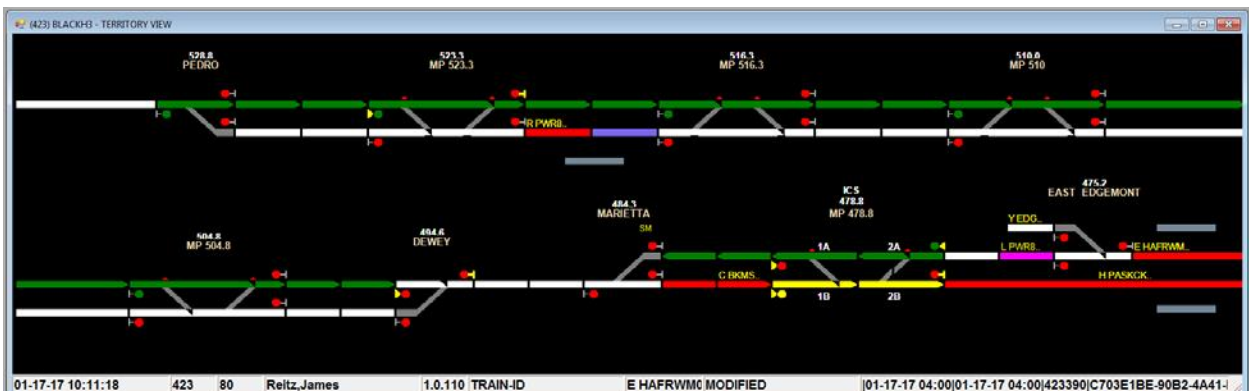 (423) BLACKH3 - TERRITORY VIEW
528.8
PEDRO
523.3
MP 523.3
516.3
MP 516.3
510.0
MP 510
R PWR8..
504.8
MP 504.8
494.6
DEWEY
484.3
MARIETTA
SM
ICS
478.8
MP 478.8
475.2
EAST EDGEMONT
Y EDG..
1A 2A
L PWR8..
E HAFRWM..
C BKMS..
H PASKCK..
1B 2B
01-17-17 10:11:18 423 80 Reitz,James 1.0.110 TRAIN-ID E HAFRWM0 MODIFIED |01-17-17 04:00|01-17-17 04:00|423390|C703E1BE-90B2-4A41-